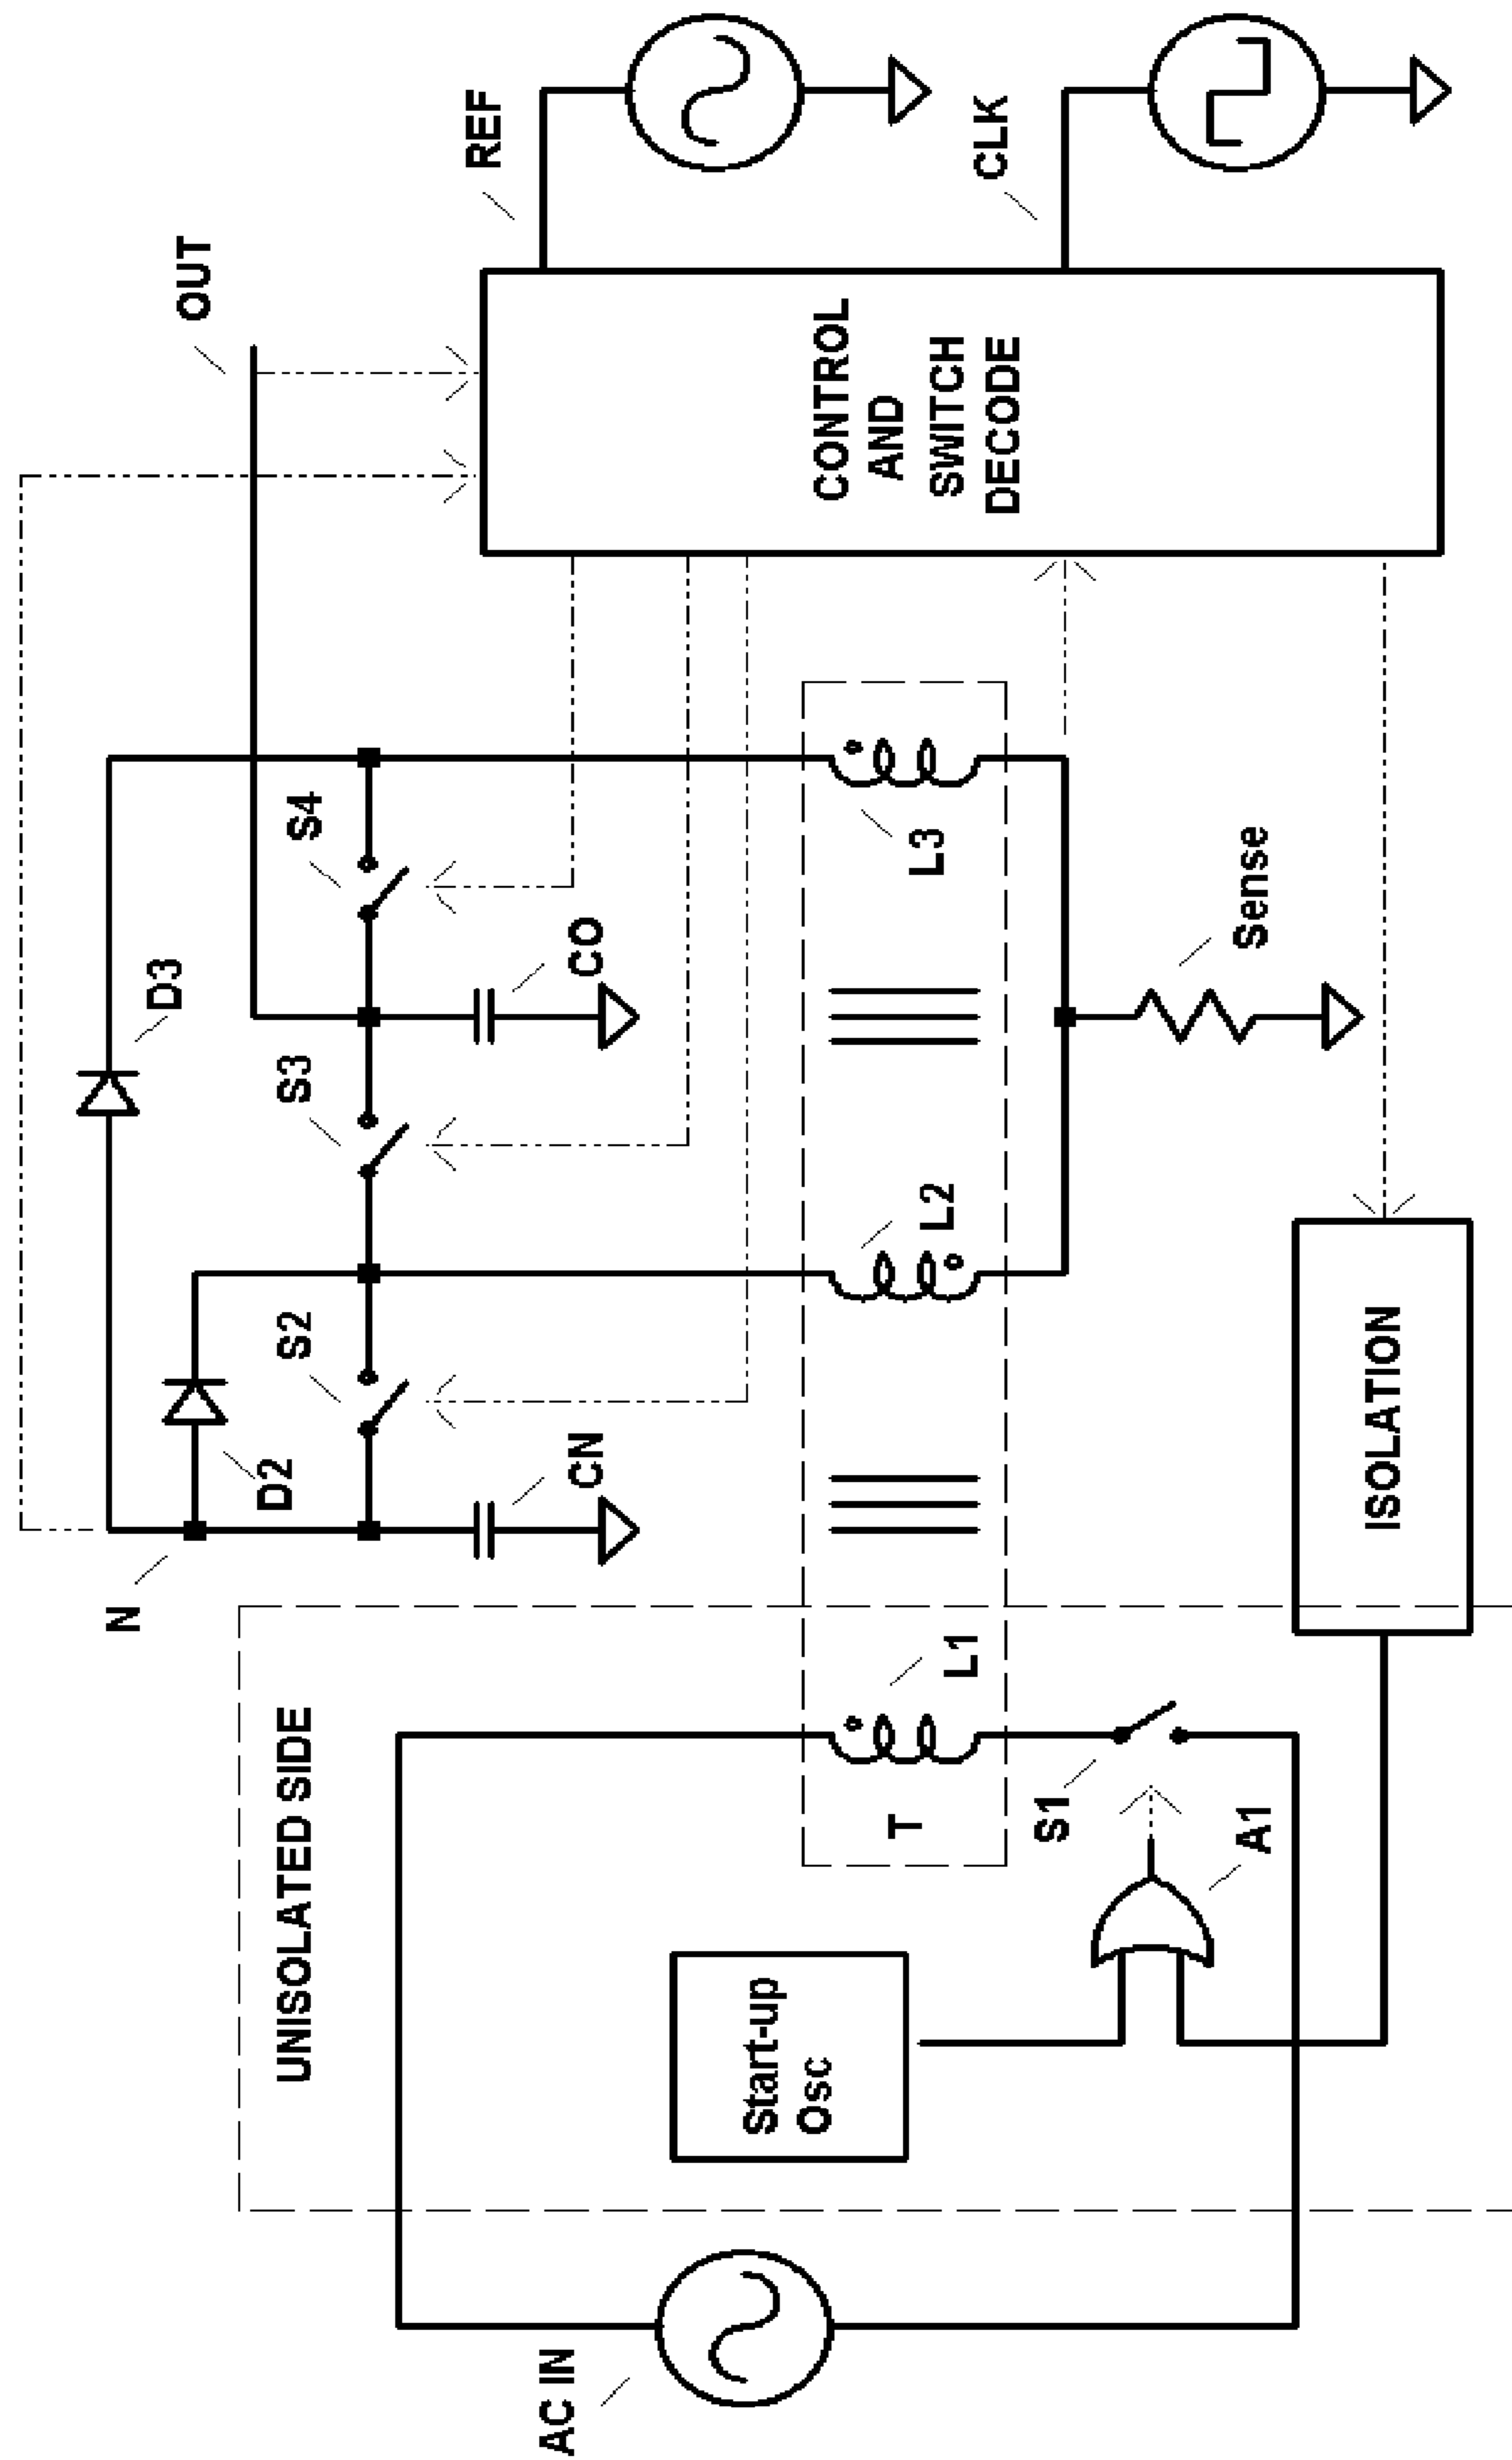 N
D3
OUT
D2
S2
S3
S4
REF
UNISOLATED SIDE
AC IN
CN
CO
Start-up
Osc
T
L1
L2
L3
CONTROL
AND
SWITCH
DECODE
CLK
S1
A1
Sense
ISOLATION